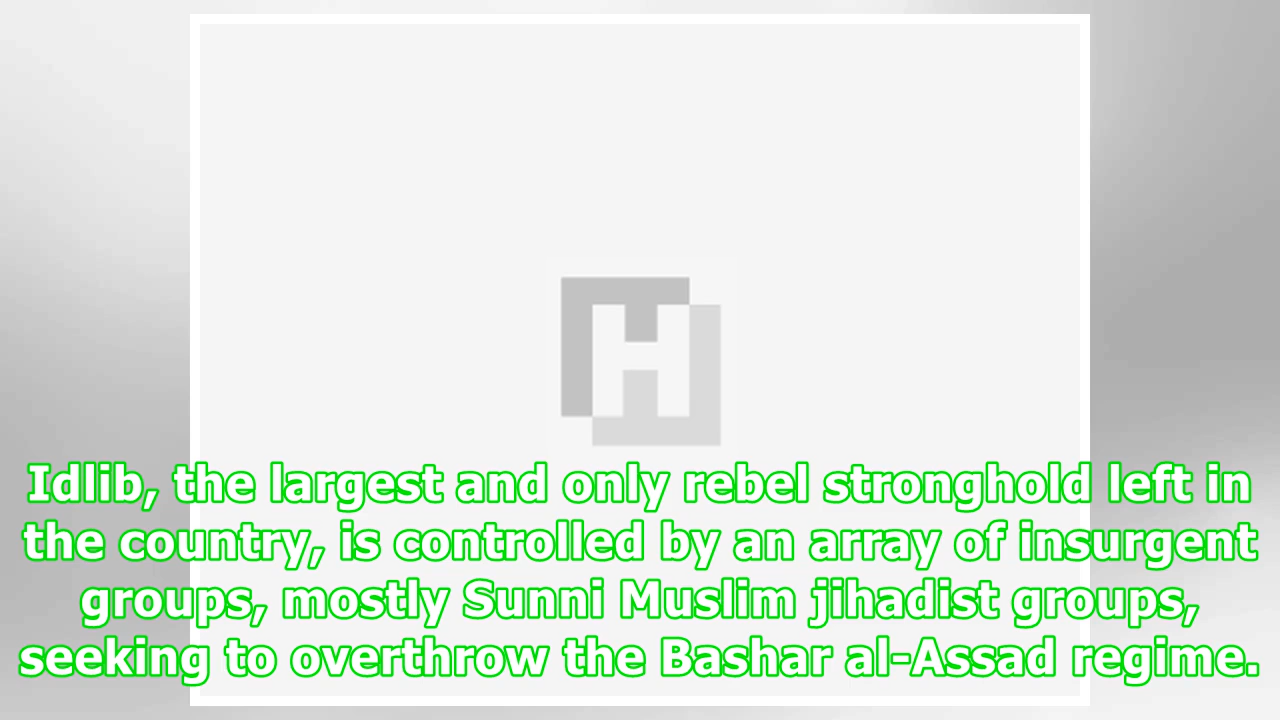 H
Idlib, the largest and only rebel stronghold left in
the country, is controlled by an array of insurgent
groups, mostly Sunni Muslim jihadist groups,
seeking to overthrow the Bashar al-Assad regime.